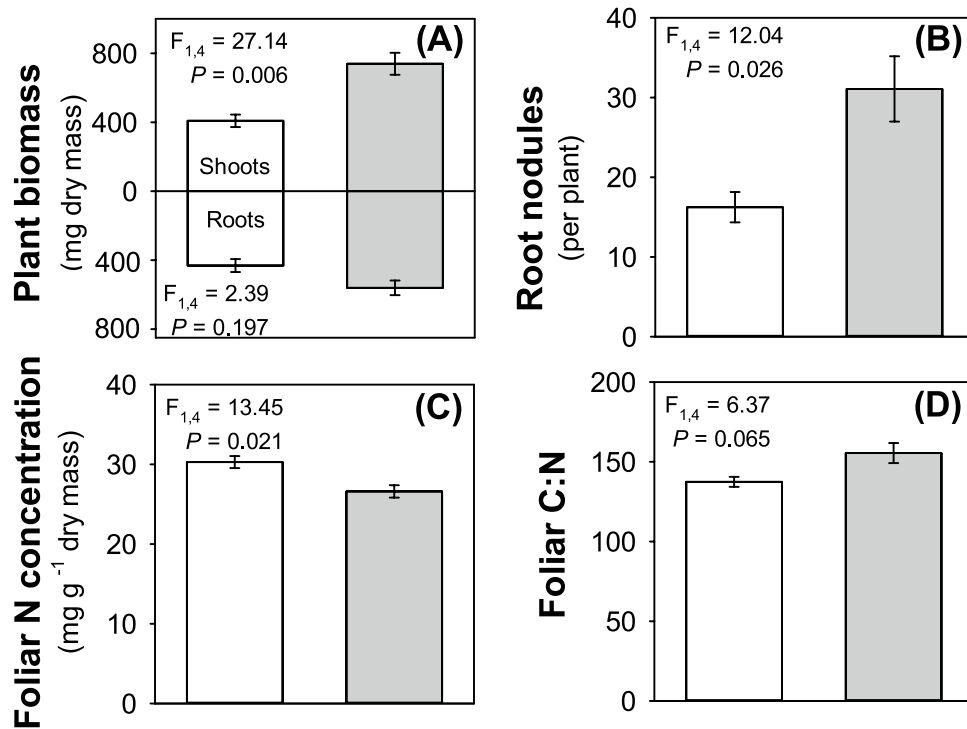 Plant biomass
(mg dry mass)
800
400
0
400
800
F1,4 = 27.14
P = 0.006
(A)
Shoots
Roots
F1,4 = 2.39
P = 0.197
Root nodules
(per plant)
40
30
20
10
0
F1,4 = 12.04
P = 0.026
(B)
Foliar N concentration
(mg g -1 dry mass)
40
30
20
10
0
F1,4 = 13.45
P = 0.021
(C)
Foliar C:N
200
150
100
50
0
F1,4 = 6.37
P = 0.065
(D)